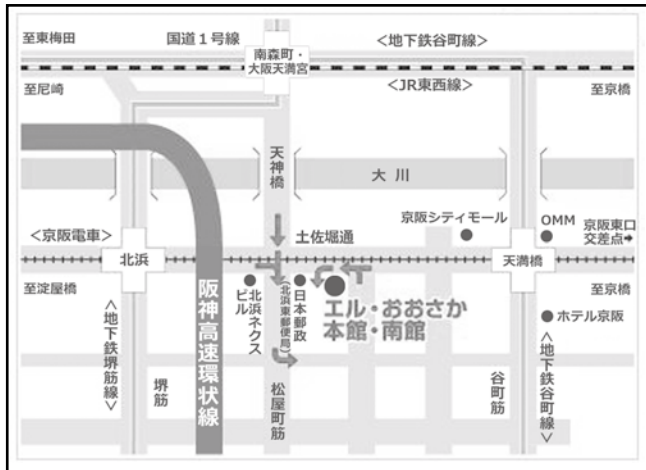 至東梅田
国道1号線
南森町・
大阪天満宮
<地下鉄谷町線>
至尼崎
<JR東西線>
至京橋
天神橋
大川
京阪シティモール
OMM
京阪東口
交差点➡
<京阪電車>
北浜
土佐堀通
天満橋
至淀屋橋
阪神高速環状線
北浜ネクス
ビル
(北浜東郵便局)
日本郵政
エル・おおさか
本館・南館
至京橋
ホテル京阪
<地下鉄堺筋線>
堺筋
松屋町筋
谷町筋
<地下鉄谷町線>